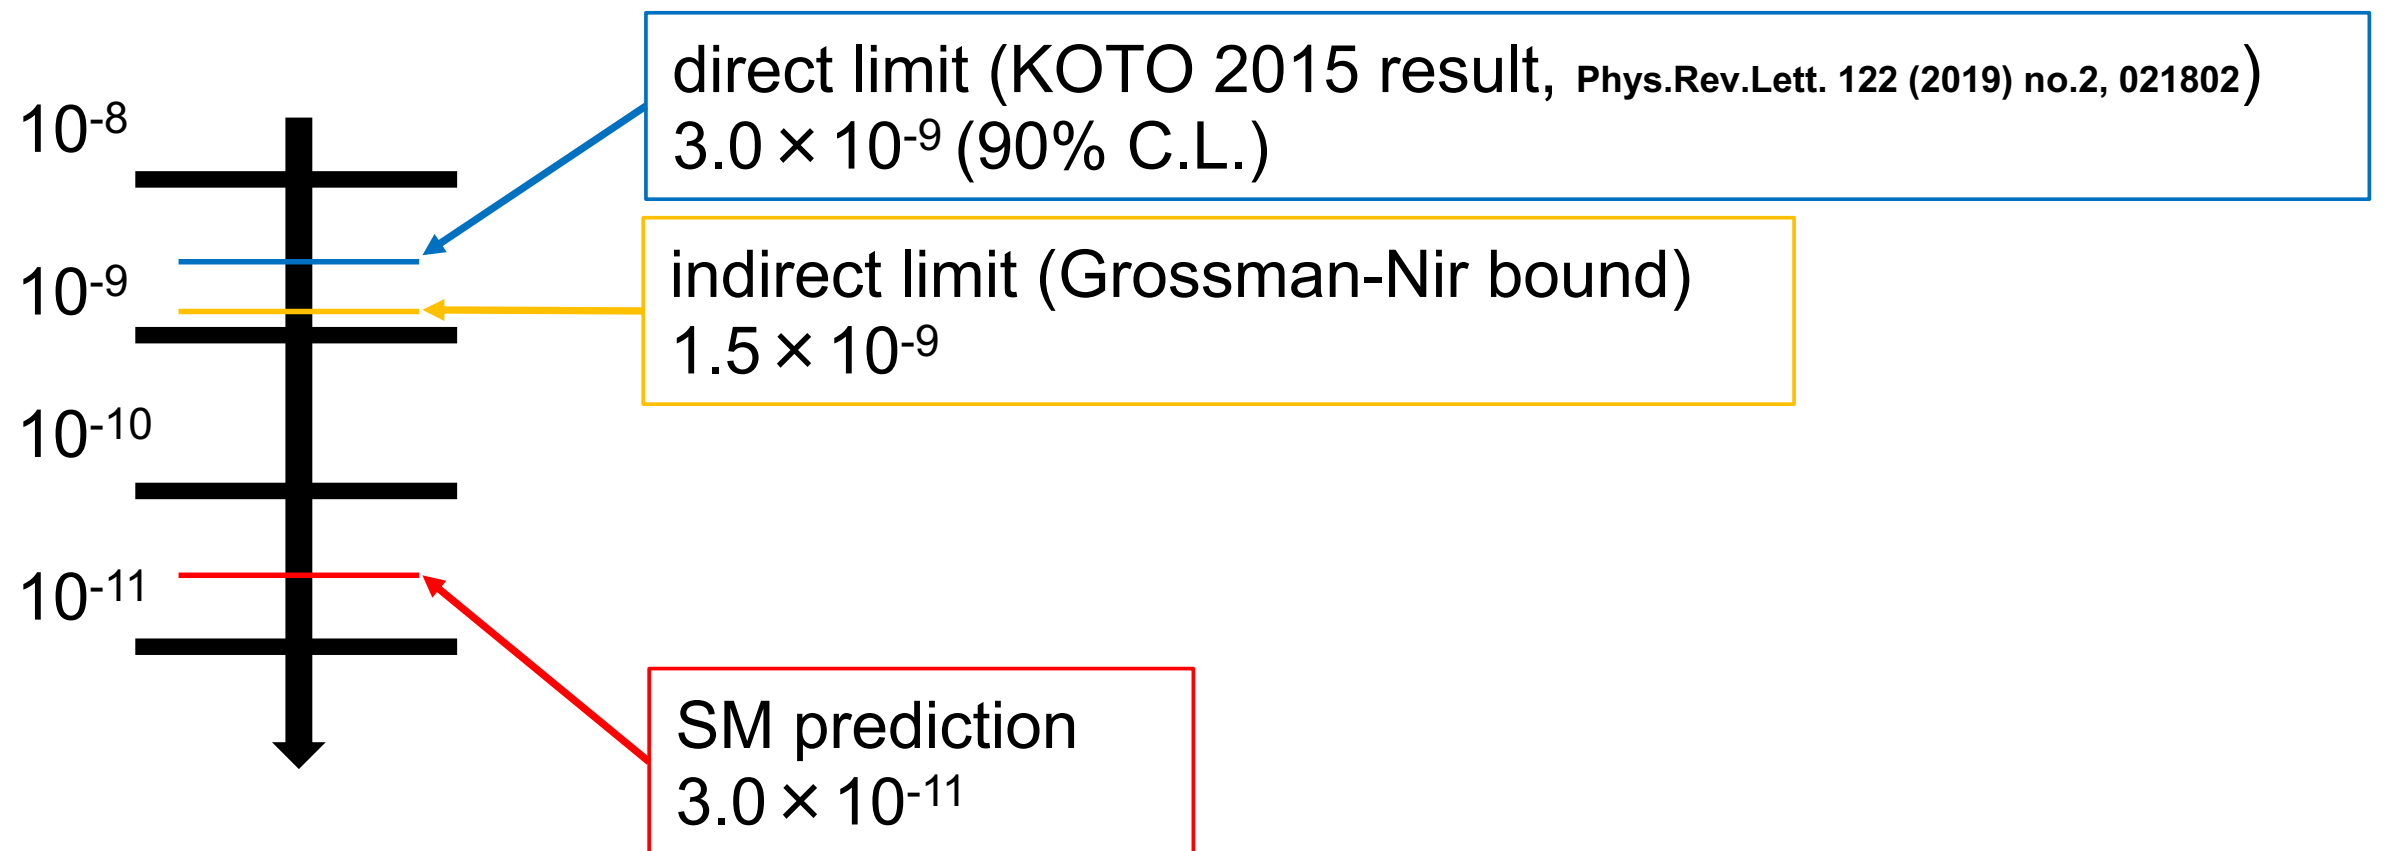 direct limit (KOTO 2015 result, Phys.Rev.Lett. 122 (2019) no.2, 021802)
3.0 × 10⁻⁹ (90% C.L.)
10⁻⁸
indirect limit (Grossman-Nir bound)
1.5 × 10⁻⁹
10⁻⁹
10⁻¹⁰
10⁻¹¹
SM prediction
3.0 × 10⁻¹¹